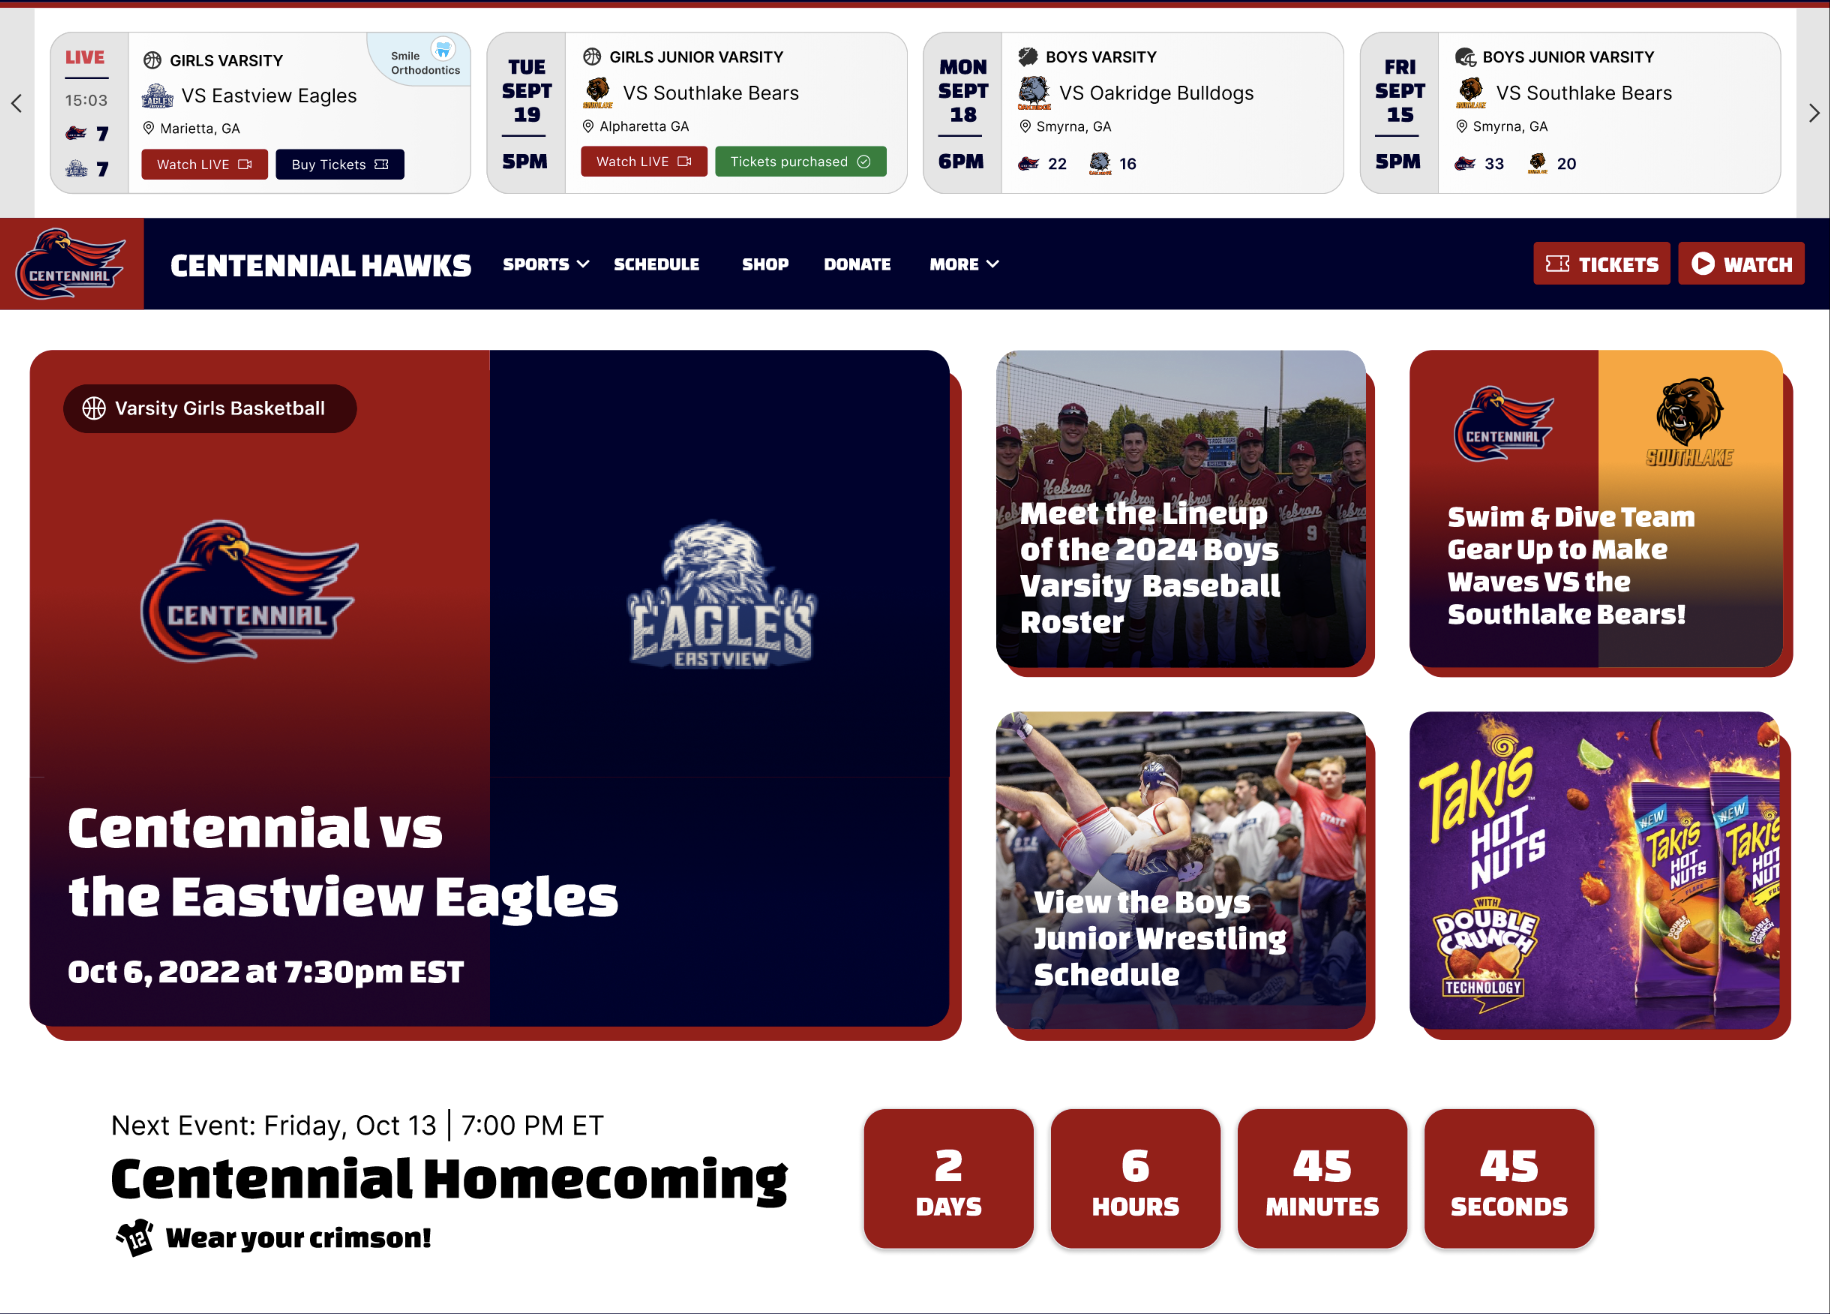 LIVE
15:03
7
7
GIRLS VARSITY
VS Eastview Eagles
Marietta, GA
Watch LIVE
Buy Tickets
Smile
Orthodontics
TUE
SEPT
19
5PM
GIRLS JUNIOR VARSITY
VS Southlake Bears
Alpharetta GA
Watch LIVE
Tickets purchased
MON
SEPT
18
6PM
BOYS VARSITY
VS Oakridge Bulldogs
Smyrna, GA
22
16
FRI
SEPT
15
5PM
BOYS JUNIOR VARSITY
VS Southlake Bears
Smyrna, GA
33
20
CENTENNIAL
CENTENNIAL HAWKS
SPORTS
SCHEDULE
SHOP
DONATE
MORE
TICKETS
WATCH
Varsity Girls Basketball
CENTENNIAL
EAGLES
EASTVIEW
Centennial vs
the Eastview Eagles
Oct 6, 2022 at 7:30pm EST
Hebron
Hebron
Hebron
Hebron
9
Meet the Lineup
of the 2024 Boys
Varsity Baseball
Roster
CENTENNIAL
SOUTHLAKE
Swim & Dive Team
Gear Up to Make
Waves VS the
Southlake Bears!
STATE
View the Boys
Junior Wrestling
Schedule
Takis
HOT
NUTS
WITH
DOUBLE
CRUNCH
TECHNOLOGY
NEW
Takis
HOT
NUTS
NEW
Takis
HOT
Next Event: Friday, Oct 13 | 7:00 PM ET
Centennial Homecoming
12
Wear your crimson!
2
DAYS
6
HOURS
45
MINUTES
45
SECONDS